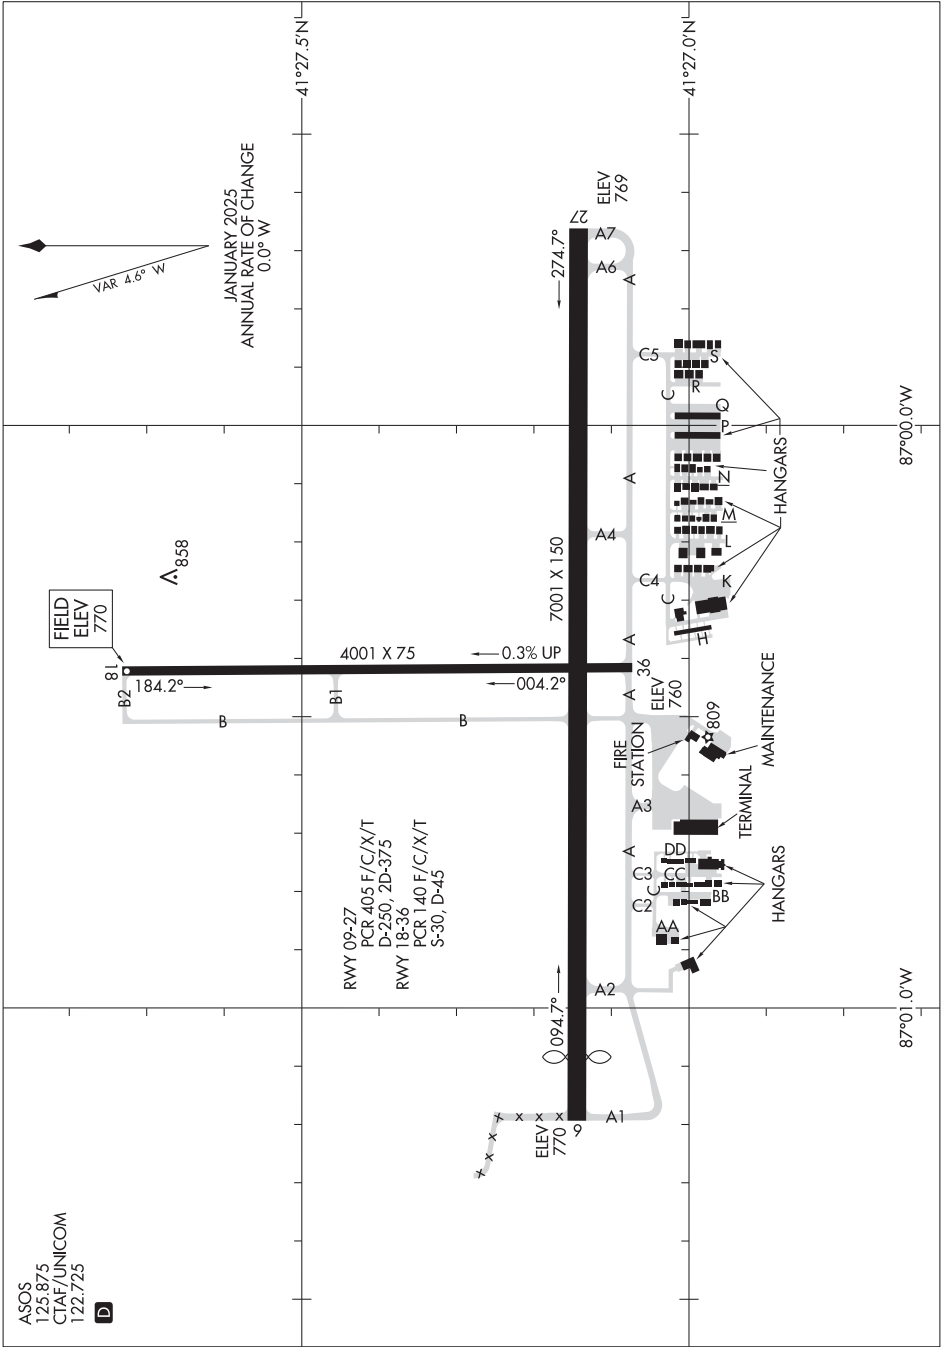 ASOS
125.875
CTAF/UNICOM
122.725
D
JANUARY 2025
ANNUAL RATE OF CHANGE
0.0° W
VAR 4.6° W
41°27.5'N
41°27.0'N
87°00.0'W
87°01.0'W
FIELD
ELEV
770
858
18
184.2°
4001 X 75
0.3% UP
004.2°
36
ELEV
760
B2
B1
B
B
RWY 09-27
PCR 405 F/C/X/T
D-250, 2D-375
RWY 18-36
PCR 140 F/C/X/T
S-30, D-45
ELEV
770
9
094.7°
7001 X 150
274.7°
27
ELEV
769
A1
A2
A3
A4
A6
A7
A
A
A
A
A
C2
C3
C4
C5
C
C
C
AA
BB
CC
DD
HANGARS
TERMINAL
FIRE
STATION
809
MAINTENANCE
H
K
L
M
N
P
Q
R
S
HANGARS